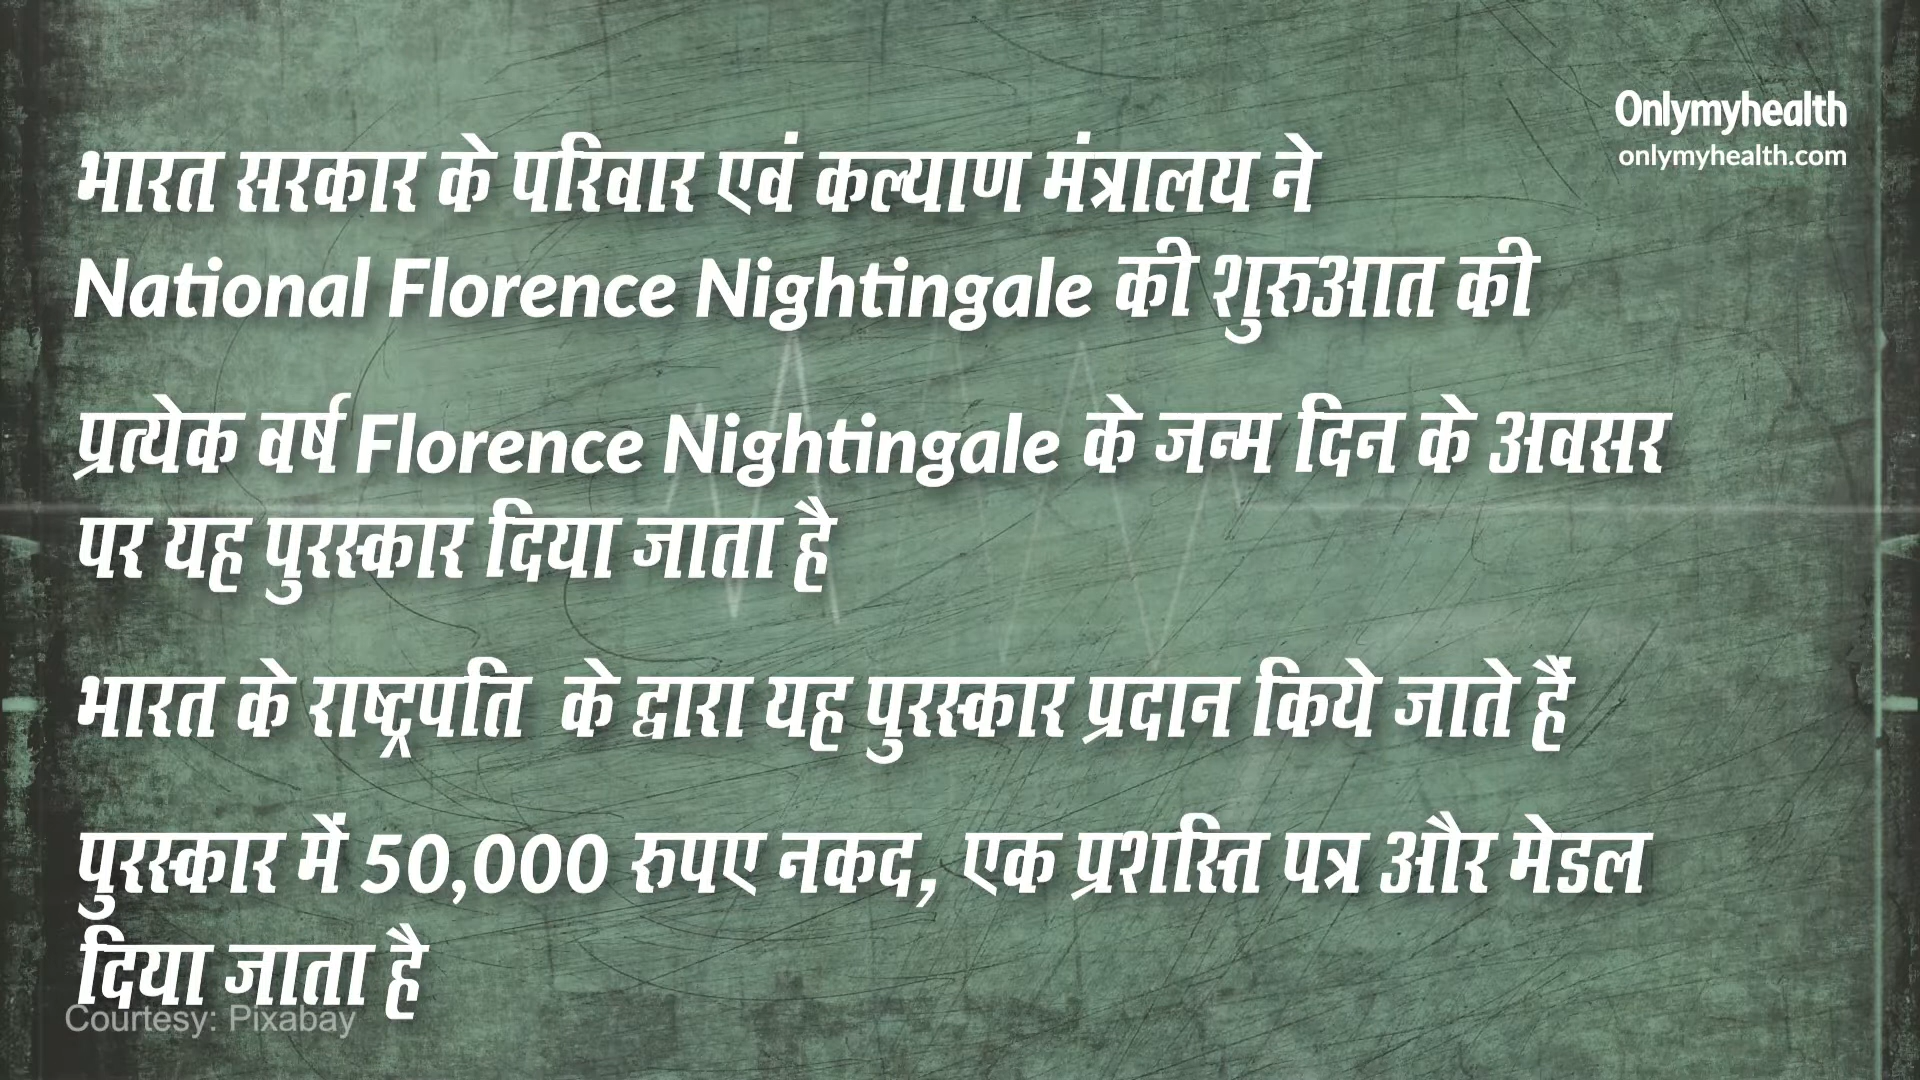 Onlymyhealth
onlymyhealth.com
भारत सरकार के परिवार एवं कल्याण मंत्रालय ने
National Florence Nightingale की शुरुआत की
प्रत्येक वर्ष Florence Nightingale के जन्म दिन के अवसर
पर यह पुरस्कार दिया जाता है
भारत के राष्ट्रपति के द्वारा यह पुरस्कार प्रदान किये जाते हैं
पुरस्कार में 50,000 रुपए नकद, एक प्रशस्ति पत्र और मेडल
दिया जाता है
Courtesy: Pixabay